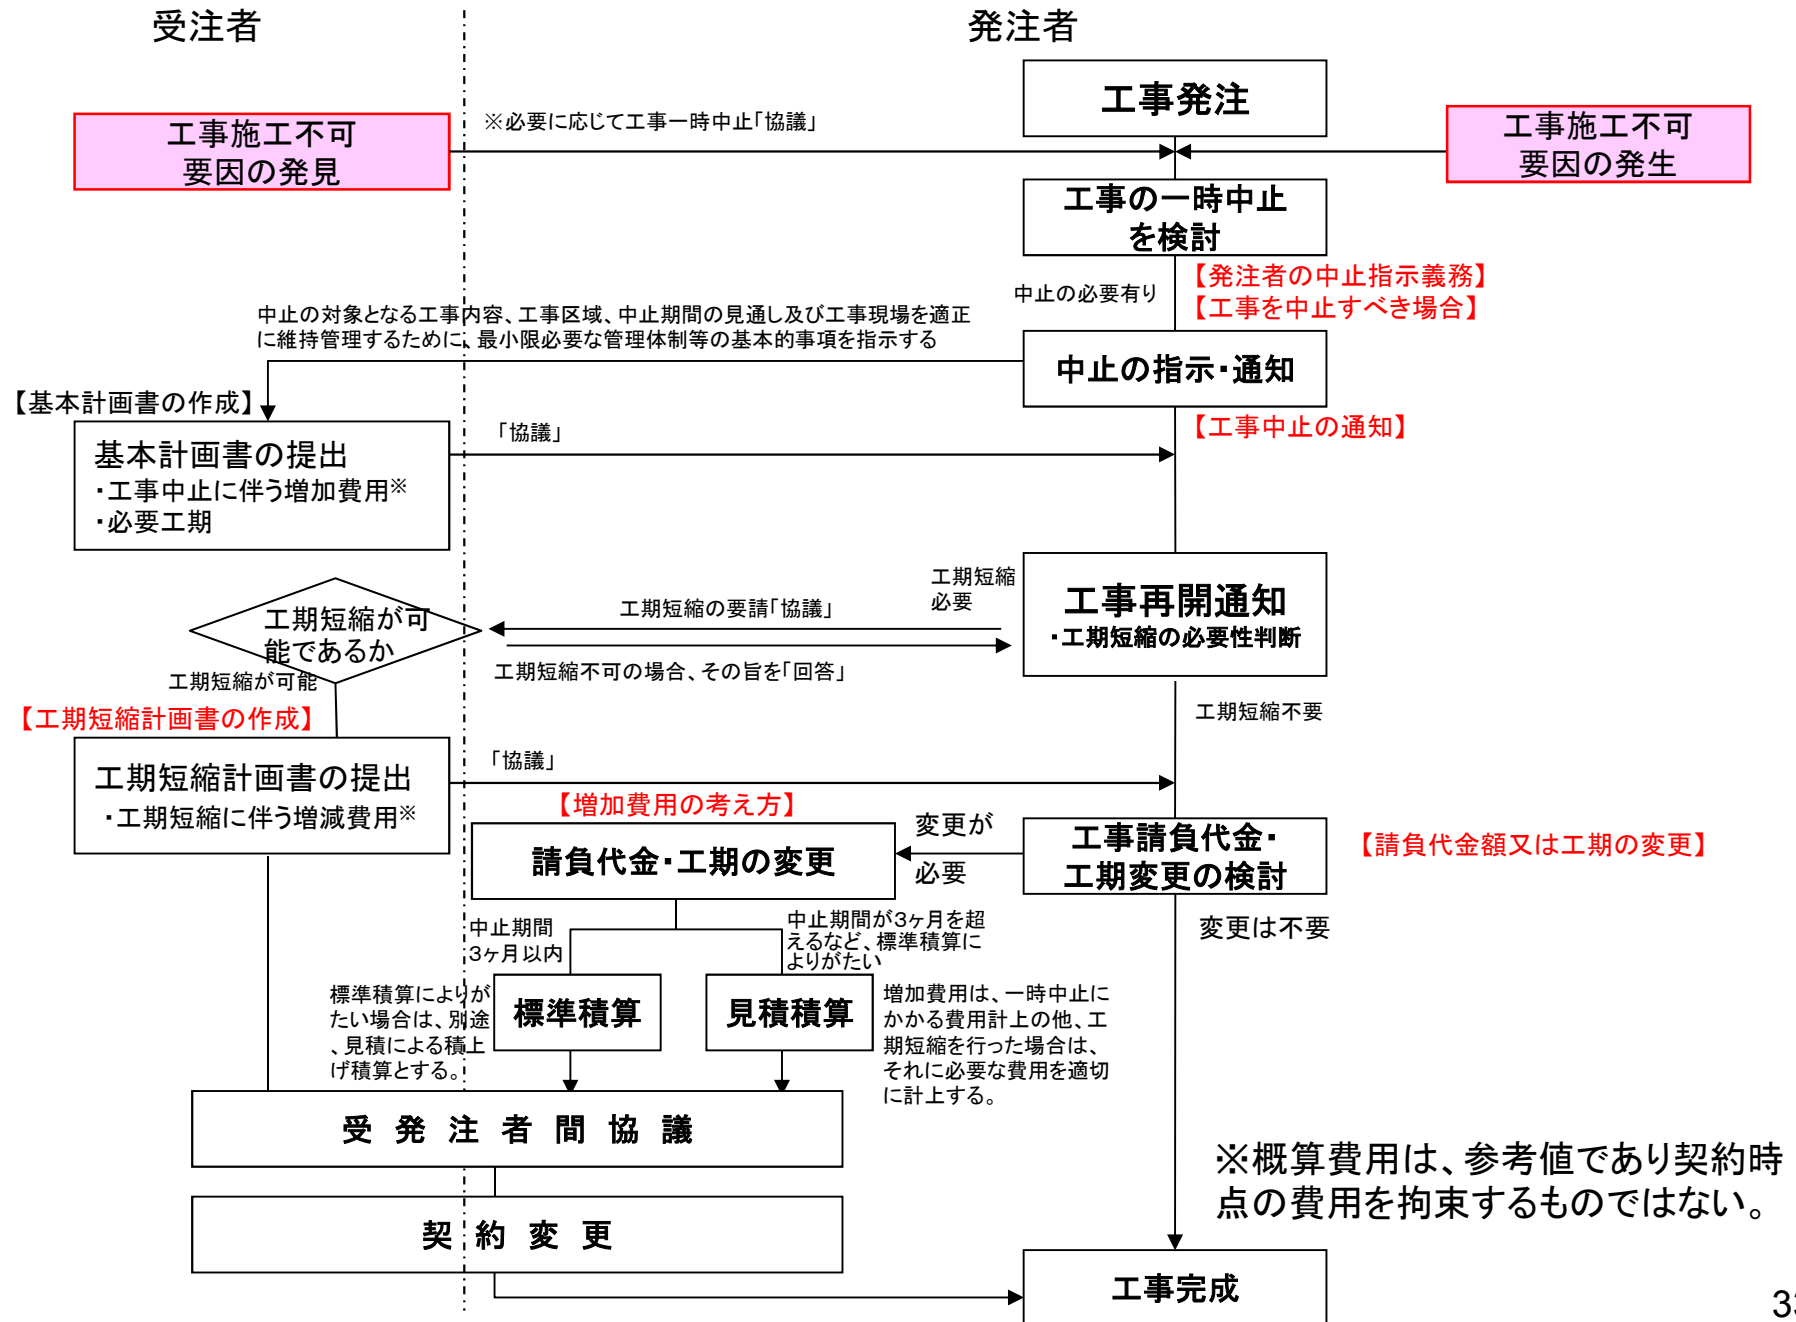 受注者
発注者
工事発注
工事施工不可
要因の発見
※必要に応じて工事一時中止「協議」
工事施工不可
要因の発生
工事の一時中止
を検討
【発注者の中止指示義務】
【工事を中止すべき場合】
中止の必要有り
中止の対象となる工事内容、工事区域、中止期間の見通し及び工事現場を適正
に維持管理するために、最小限必要な管理体制等の基本的事項を指示する
中止の指示・通知
【基本計画書の作成】
【工事中止の通知】
「協議」
基本計画書の提出
・工事中止に伴う増加費用※
・必要工期
工期短縮
必要
工事再開通知
・工期短縮の必要性判断
工期短縮の要請「協議」
工期短縮が可
能であるか
工期短縮不可の場合、その旨を「回答」
工期短縮が可能
工期短縮不要
【工期短縮計画書の作成】
「協議」
工期短縮計画書の提出
・工期短縮に伴う増減費用※
【増加費用の考え方】
変更が
必要
請負代金・工期の変更
工事請負代金・
工期変更の検討
【請負代金額又は工期の変更】
中止期間
3ヶ月以内
中止期間が3ヶ月を超
えるなど、標準積算に
よりがたい
変更は不要
標準積算によりが
たい場合は、別途
、見積による積上
げ積算とする。
標準積算
見積積算
増加費用は、一時中止に
かかる費用計上の他、工
期短縮を行った場合は、
それに必要な費用を適切
に計上する。
受発注者間協議
※概算費用は、参考値であり契約時
点の費用を拘束するものではない。
契約変更
工事完成